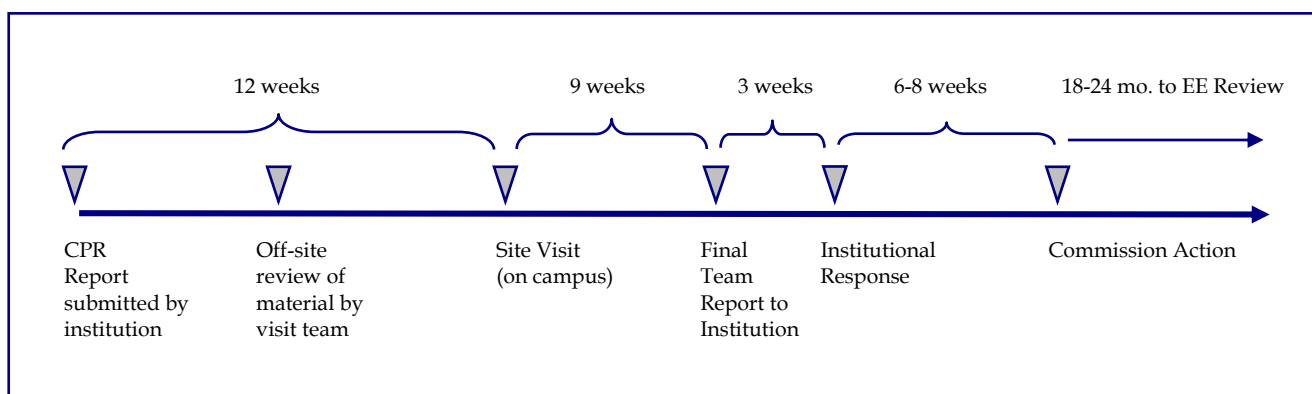 12 weeks
9 weeks
3 weeks
6-8 weeks
18-24 mo. to EE Review
CPR
Report
submitted by
institution
Off-site
review of
material by
visit team
Site Visit
(on campus)
Final
Team
Report to
Institution
Institutional
Response
Commission Action